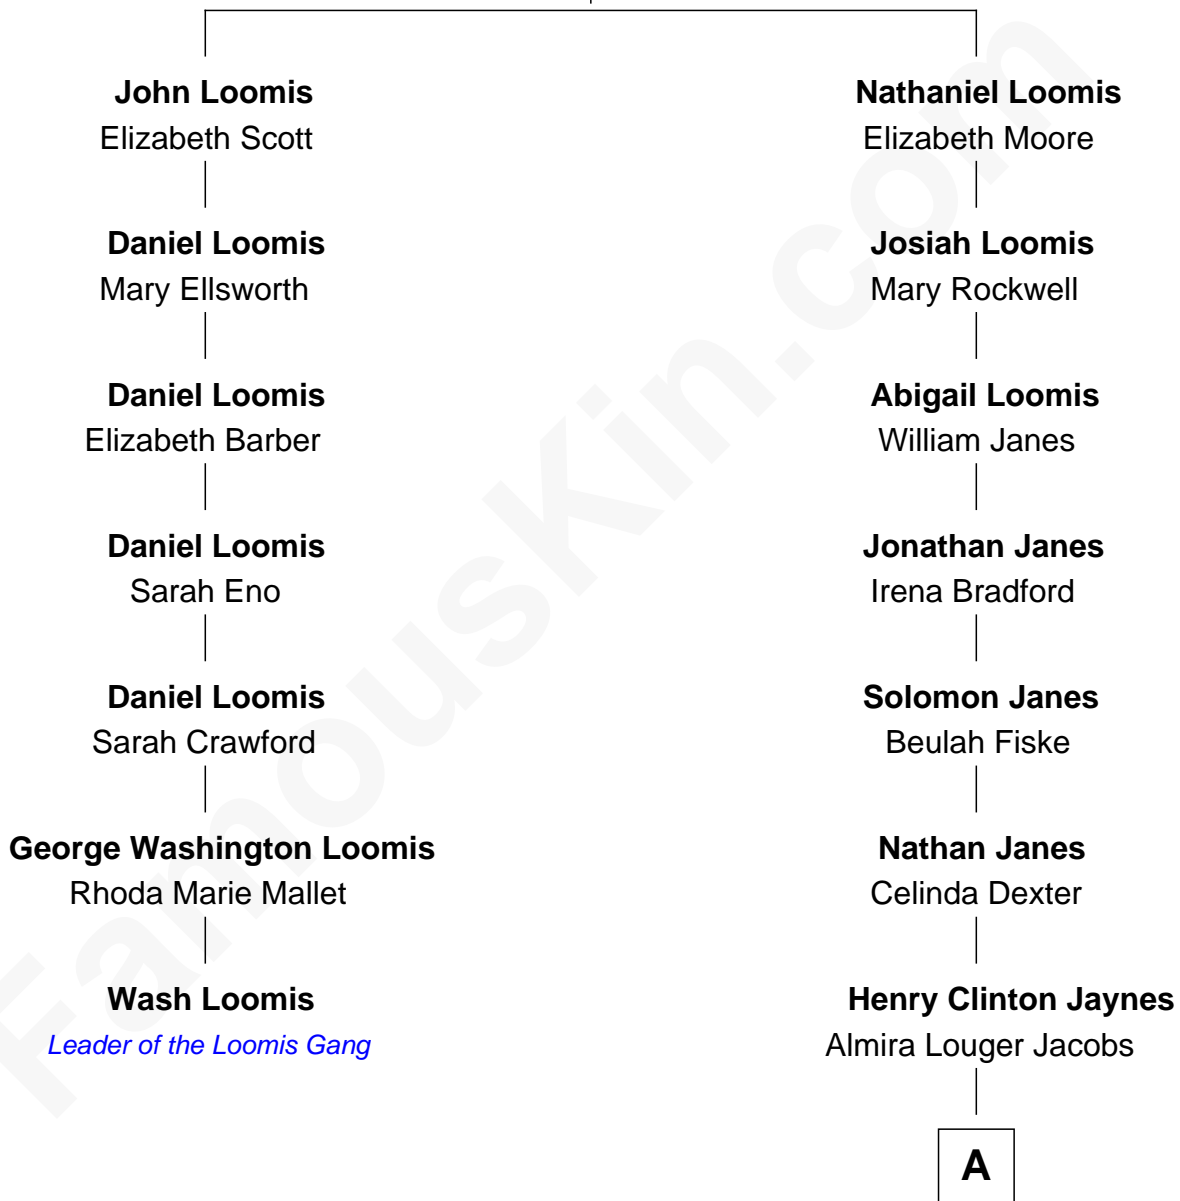 John Loomis
Elizabeth Scott
Daniel Loomis
Mary Ellsworth
Daniel Loomis
Elizabeth Barber
Daniel Loomis
Sarah Eno
Daniel Loomis
Sarah Crawford
George Washington Loomis
Rhoda Marie Mallet
Wash Loomis
Leader of the Loomis Gang
Nathaniel Loomis
Elizabeth Moore
Josiah Loomis
Mary Rockwell
Abigail Loomis
William Janes
Jonathan Janes
Irena Bradford
Solomon Janes
Beulah Fiske
Nathan Janes
Celinda Dexter
Henry Clinton Jaynes
Almira Louger Jacobs
A
FamousKin.com